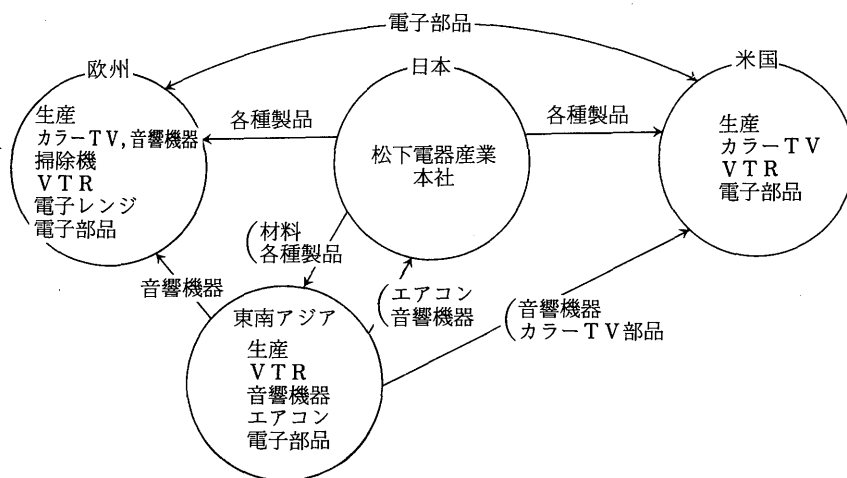 電子部品
欧州
日本
米国
生産
カラーTV,音響機器
掃除機
VTR
電子レンジ
電子部品
各種製品
松下電器産業
本社
各種製品
生産
カラーTV
VTR
電子部品
(材料
各種製品
音響機器
(エアコン
音響機器
(音響機器
カラーTV部品
東南アジア
生産
VTR
音響機器
エアコン
電子部品